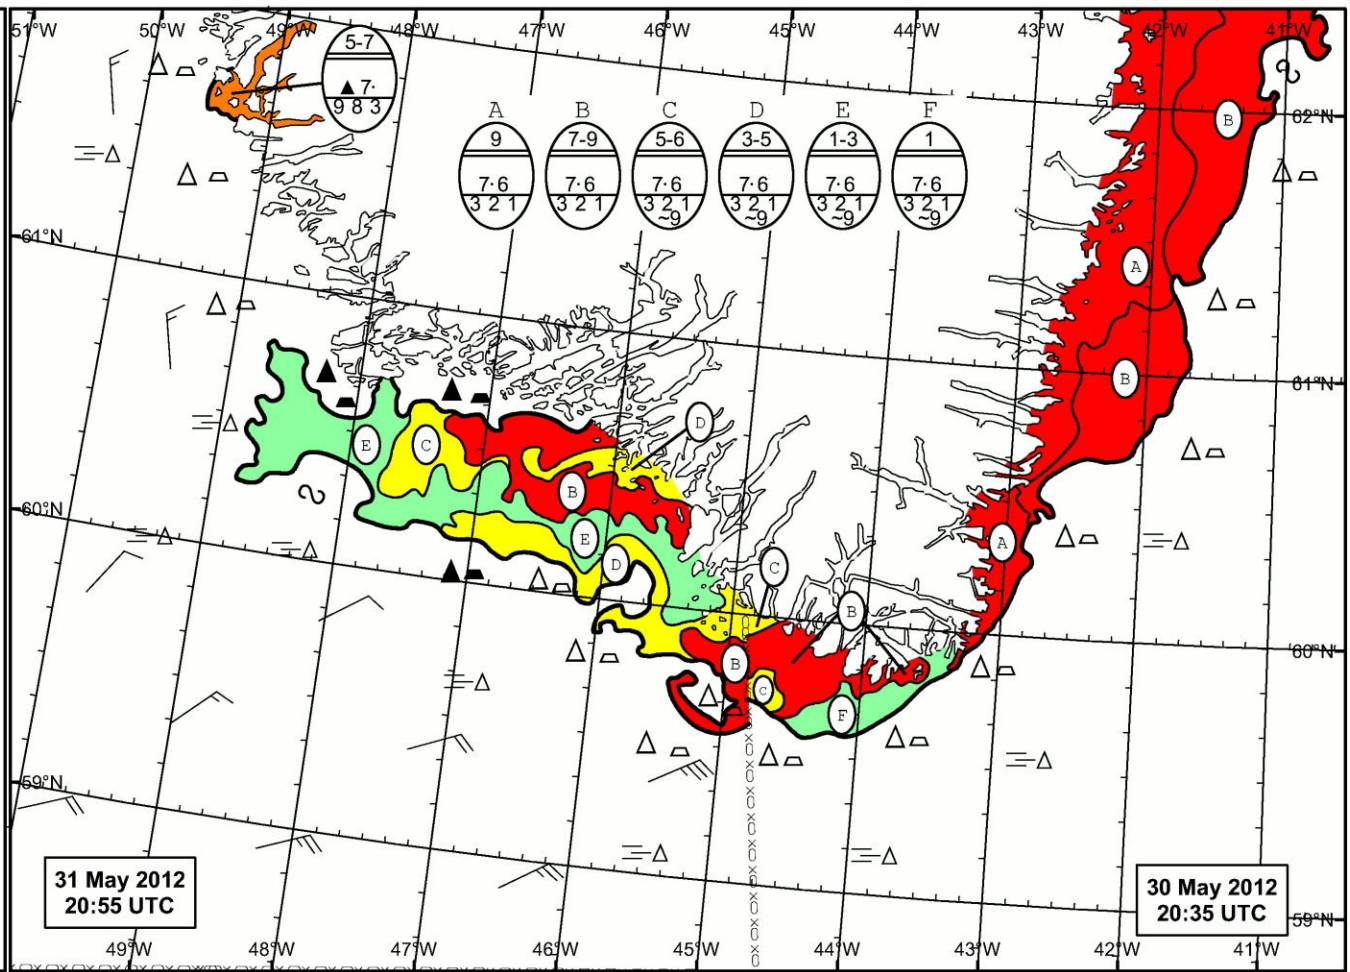 51°W 50°W 49°W 48°W 47°W 46°W 45°W 44°W 43°W 42°W 41°W
5-7
▲ 7·
9 8 3
A B C D E F
9 7-9 5-6 3-5 1-3 1
7·6 7·6 7·6 7·6 7·6 7·6
3 2 1 3 2 1 3 2 1 3 2 1 3 2 1 3 2 1
~9 ~9 ~9 ~9
B
62°N
61°N
A
61°N
B
D
E C
B
60°N
E
A
D
C
B
60°N
B
C
F
59°N
31 May 2012
20:55 UTC
30 May 2012
20:35 UTC
59°N
49°W 48°W 47°W 46°W 45°W 44°W 43°W 42°W 41°W